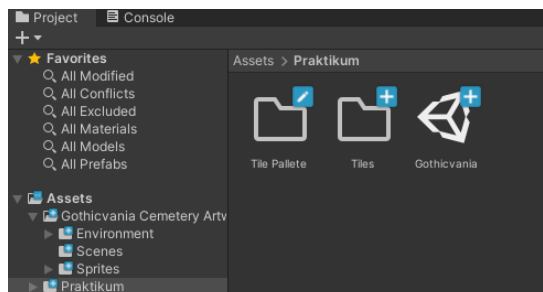 Project
Console
Favorites
All Modified
All Conflicts
All Excluded
All Materials
All Models
All Prefabs
Assets
Gothicvania Cemetery Artw
Environment
Scenes
Sprites
Praktikum
Assets > Praktikum
Tile Pallete
Tiles
Gothicvania